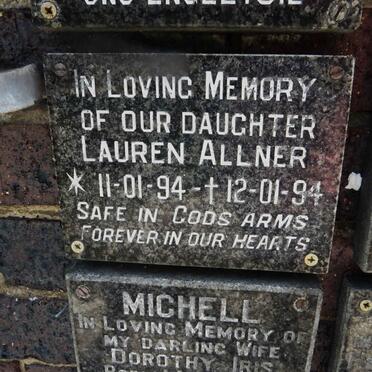 IN LOVING MEMORY
OF OUR DAUGHTER
LAUREN ALLNER
* 11-01-94 - † 12-01-94
SAFE IN GODS ARMS
FOREVER IN OUR HEARTS
MICHELL
IN LOVING MEMORY OF
MY DARLING WIFE
DOROTHY IRIS